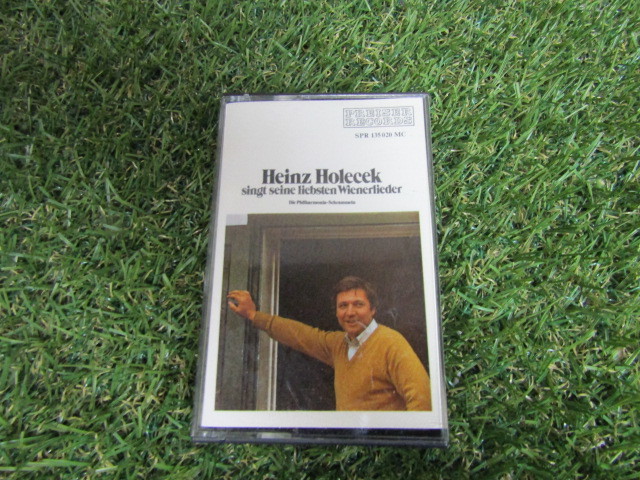 PREISER
RECORDS
SPR 135 020 MC
Heinz Holecek
singt seine liebsten Wienerlieder
Die Philharmonia Schrammeln